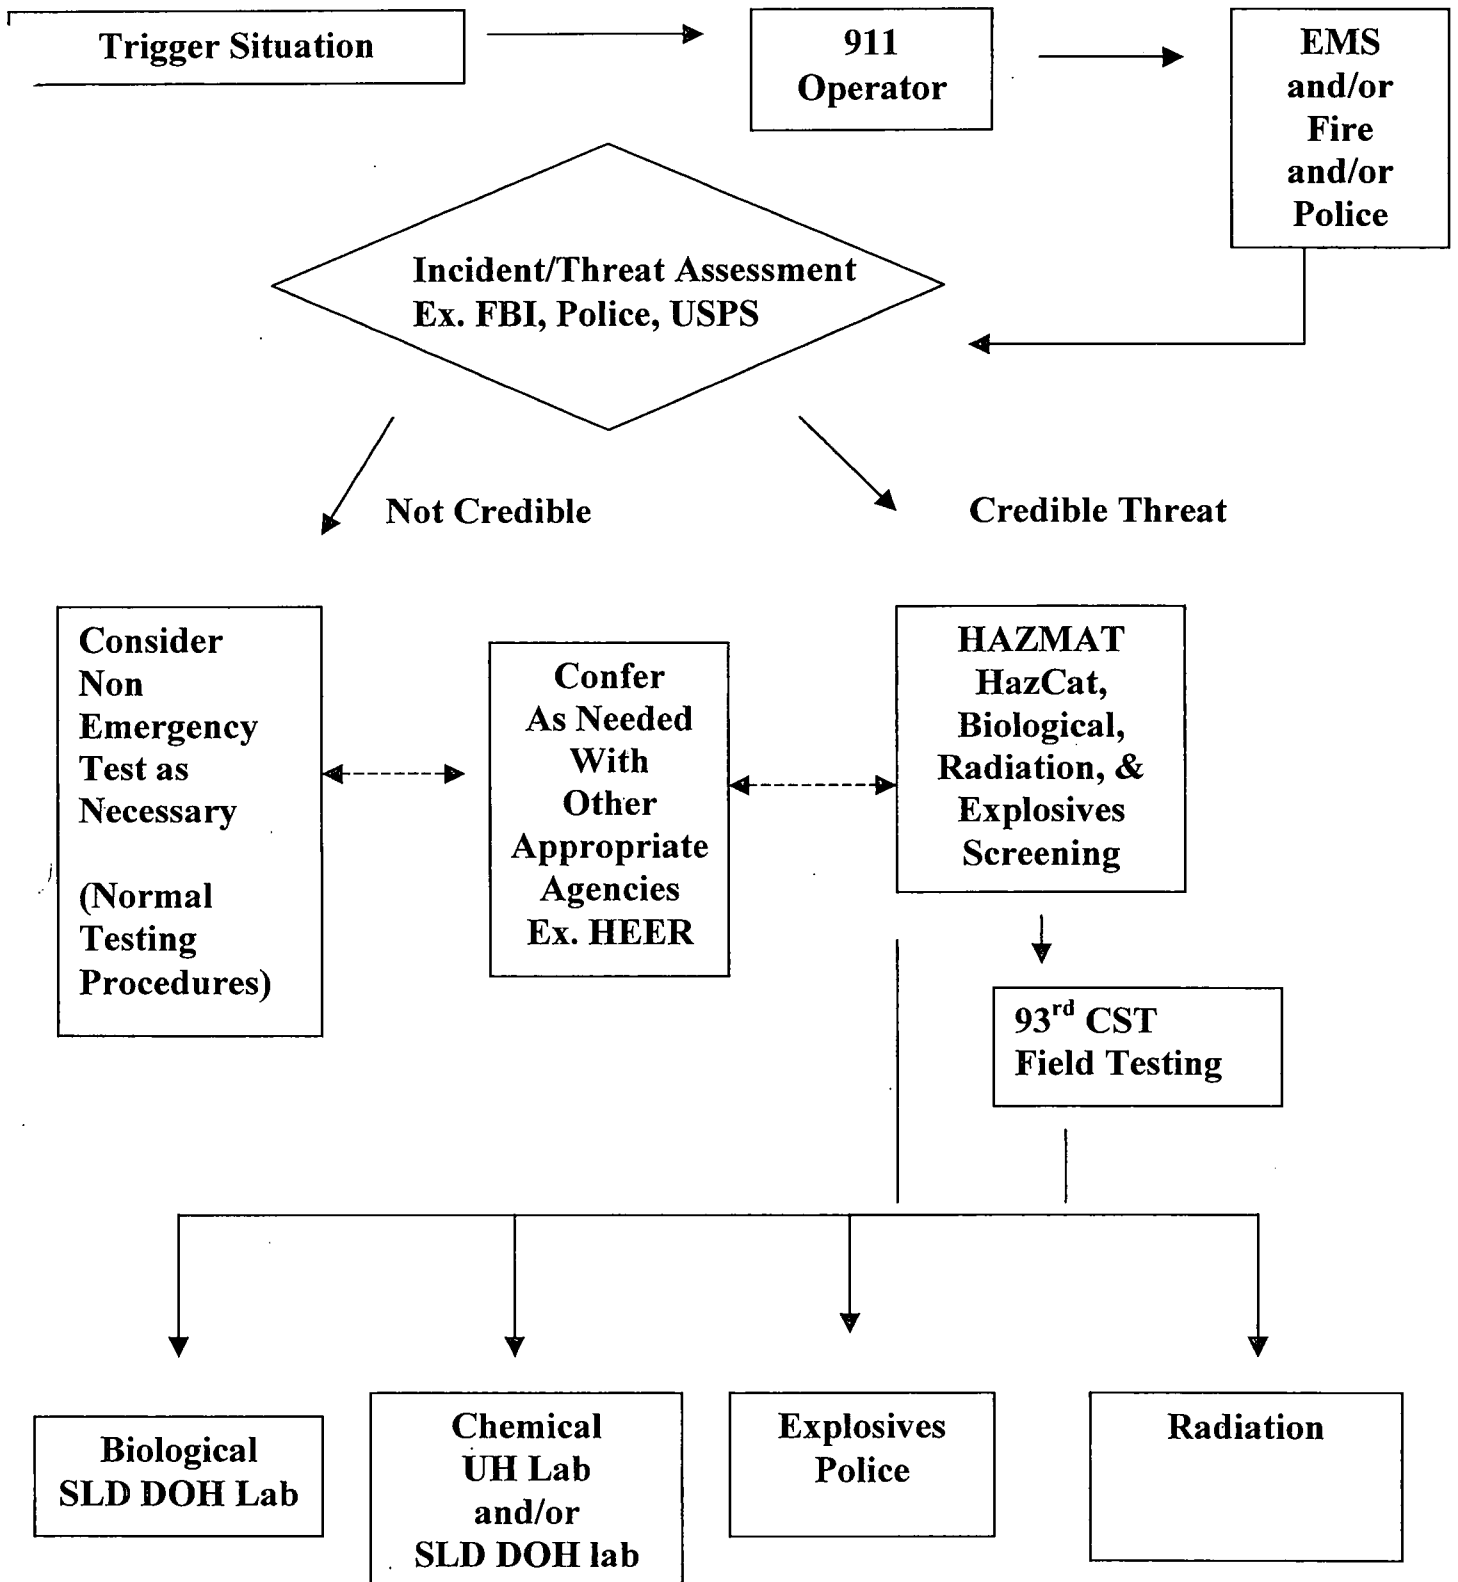 Trigger Situation
911
Operator
EMS
and/or
Fire
and/or
Police
Incident/Threat Assessment
Ex. FBI, Police, USPS
Not Credible
Credible Threat
Consider
Non
Emergency
Test as
Necessary
(Normal
Testing
Procedures)
Confer
As Needed
With
Other
Appropriate
Agencies
Ex. HEER
HAZMAT
HazCat,
Biological,
Radiation, &
Explosives
Screening
93rd CST
Field Testing
Biological
SLD DOH Lab
Chemical
UH Lab
and/or
SLD DOH lab
Explosives
Police
Radiation